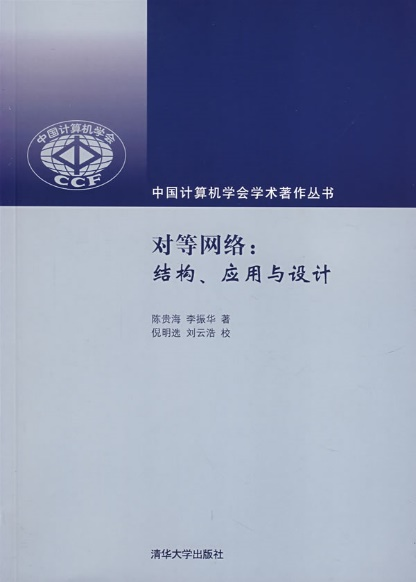 中国计算机学会
CCF
中国计算机学会学术著作丛书
对等网络：
结构、应用与设计
陈贵海 李振华 著
倪明选 刘云浩 校
清华大学出版社